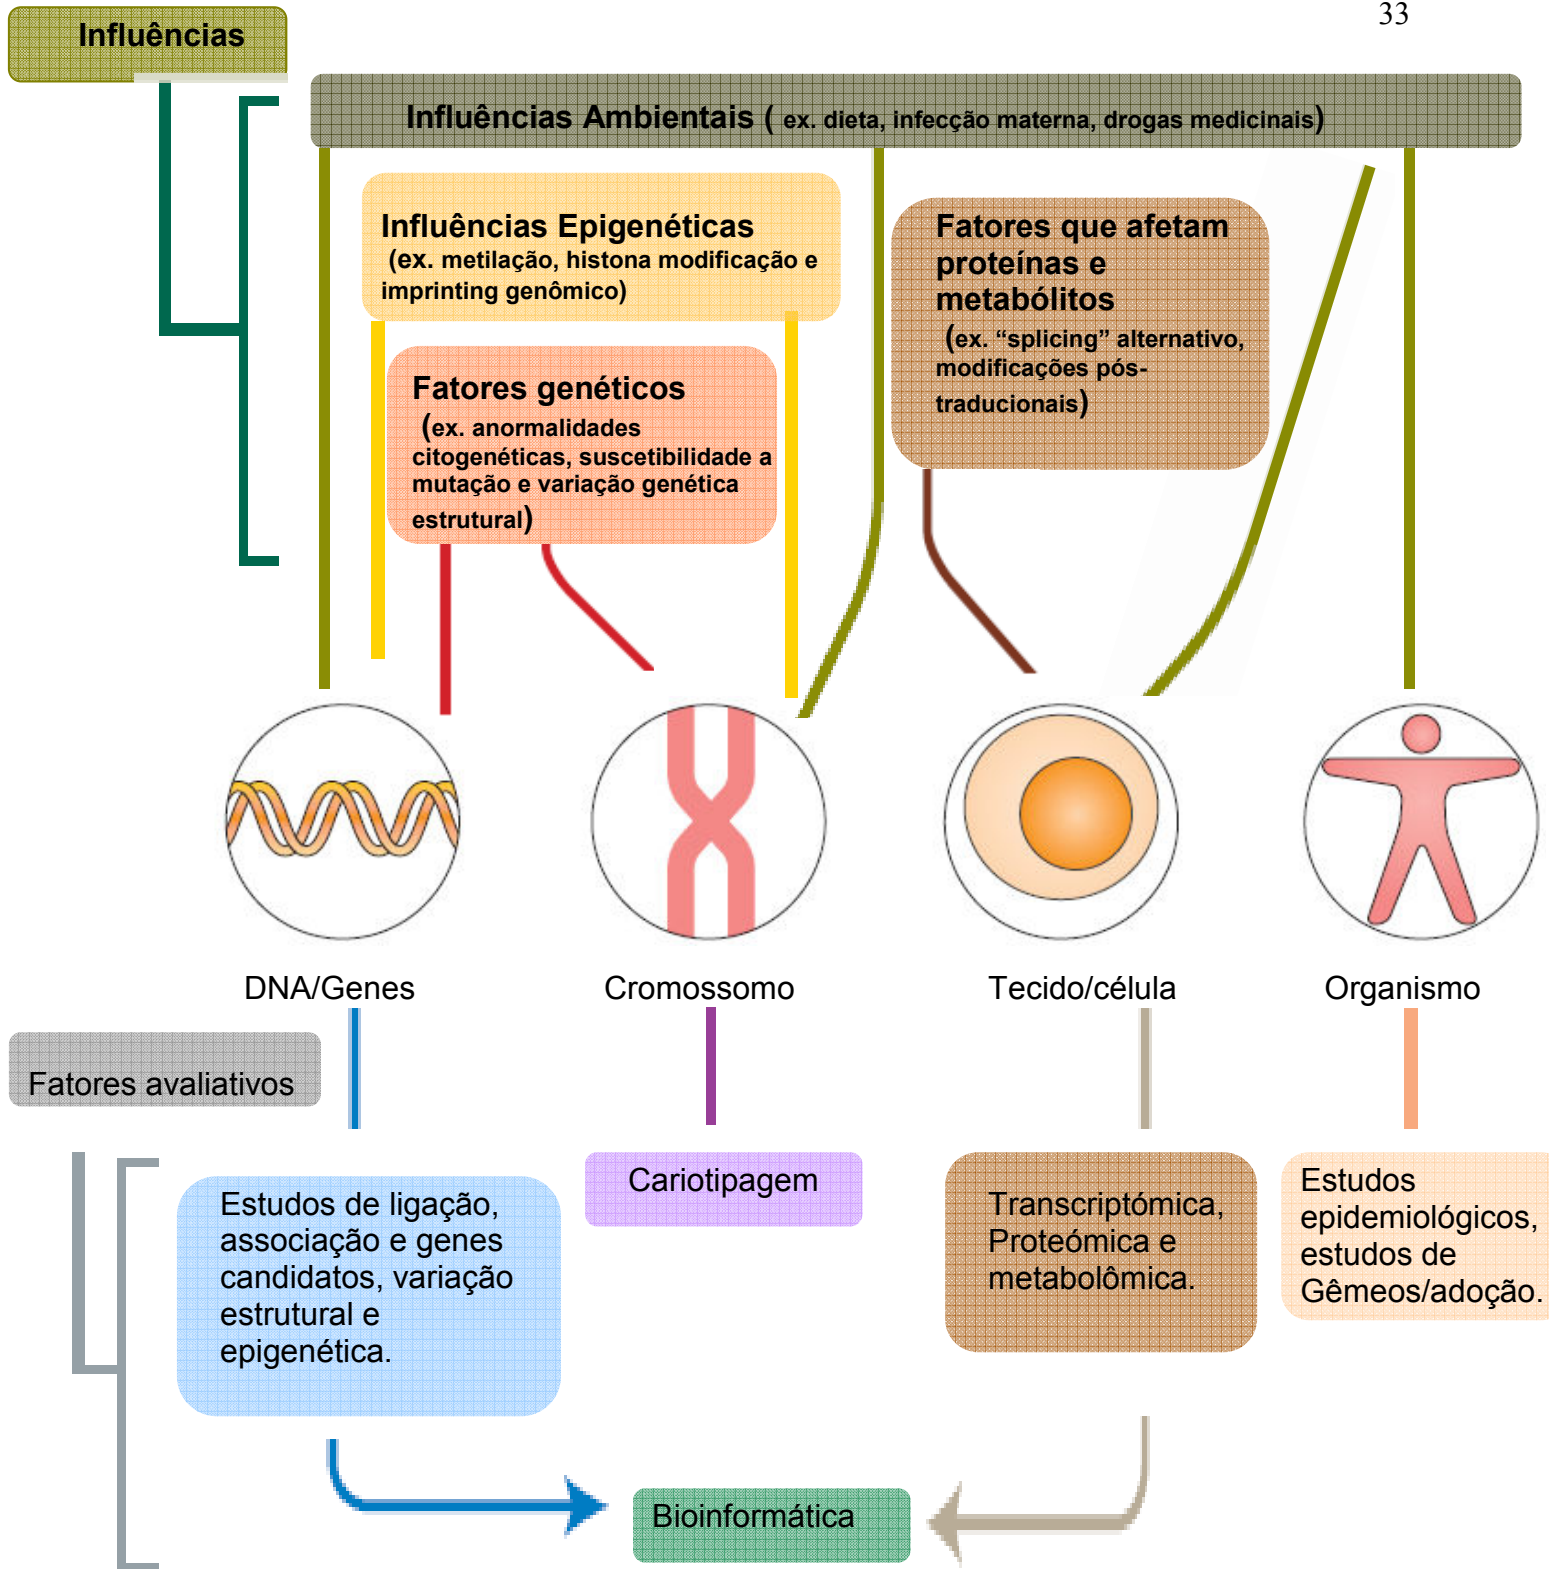 33
Influências
Influências Ambientais ( ex. dieta, infecção materna, drogas medicinais)
Influências Epigenéticas
(ex. metilação, histona modificação e
imprinting genômico)
Fatores que afetam
proteínas e
metabólitos
(ex. “splicing” alternativo,
modificações pós-
traducionais)
Fatores genéticos
(ex. anormalidades
citogenéticas, suscetibilidade a
mutação e variação genética
estrutural)
DNA/Genes
Cromossomo
Tecido/célula
Organismo
Fatores avaliativos
Estudos de ligação,
associação e genes
candidatos, variação
estrutural e
epigenética.
Cariotipagem
Transcriptómica,
Proteómica e
metabolômica.
Estudos
epidemiológicos,
estudos de
Gêmeos/adoção.
Bioinformática